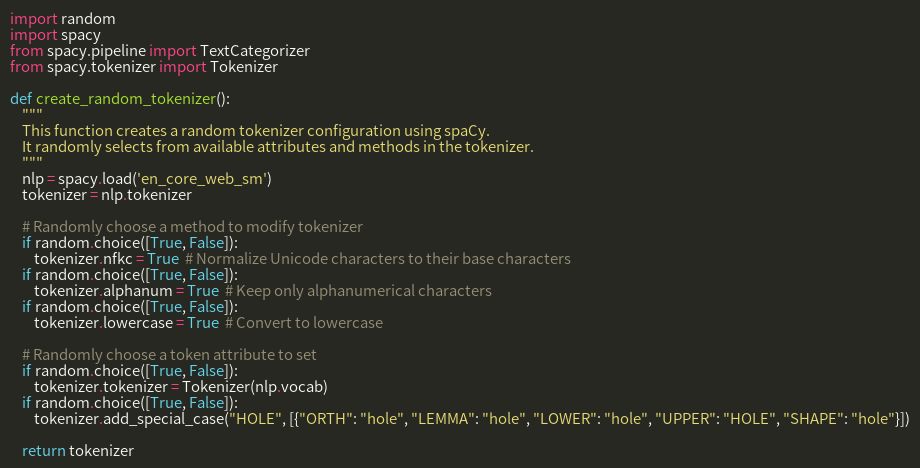 import random
import spacy
from spacy.pipeline import TextCategorizer
from spacy.tokenizer import Tokenizer

def create_random_tokenizer():
    """
    This function creates a random tokenizer configuration using spaCy.
    It randomly selects from available attributes and methods in the tokenizer.
    """
    nlp = spacy.load('en_core_web_sm')
    tokenizer = nlp.tokenizer

    # Randomly choose a method to modify tokenizer
    if random.choice([True, False]):
        tokenizer.nfkc = True  # Normalize Unicode characters to their base characters
    if random.choice([True, False]):
        tokenizer.alphanum = True  # Keep only alphanumerical characters
    if random.choice([True, False]):
        tokenizer.lowercase = True  # Convert to lowercase

    # Randomly choose a token attribute to set
    if random.choice([True, False]):
        tokenizer.tokenizer = Tokenizer(nlp.vocab)
    if random.choice([True, False]):
        tokenizer.add_special_case("HOLE", [{"ORTH": "hole", "LEMMA": "hole", "LOWER": "hole", "UPPER": "HOLE", "SHAPE": "hole"}])

    return tokenizer